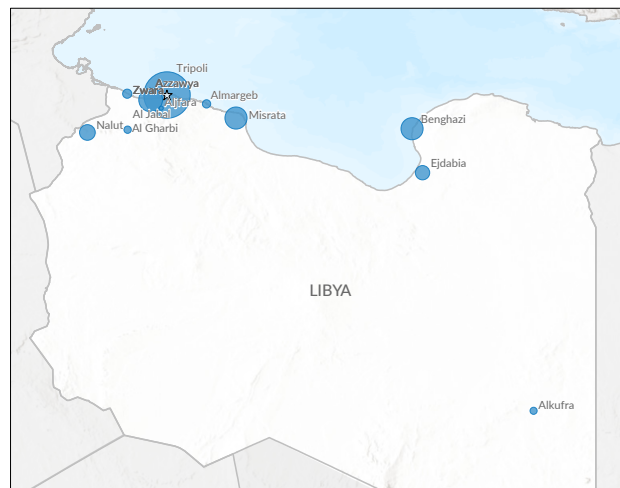 Tripoli
Azzawya
Zwara
Aljfara
Almargeb
Al Jabal
Al Gharbi
Misrata
Nalut
Benghazi
Ejdabia
LIBYA
Alkufra